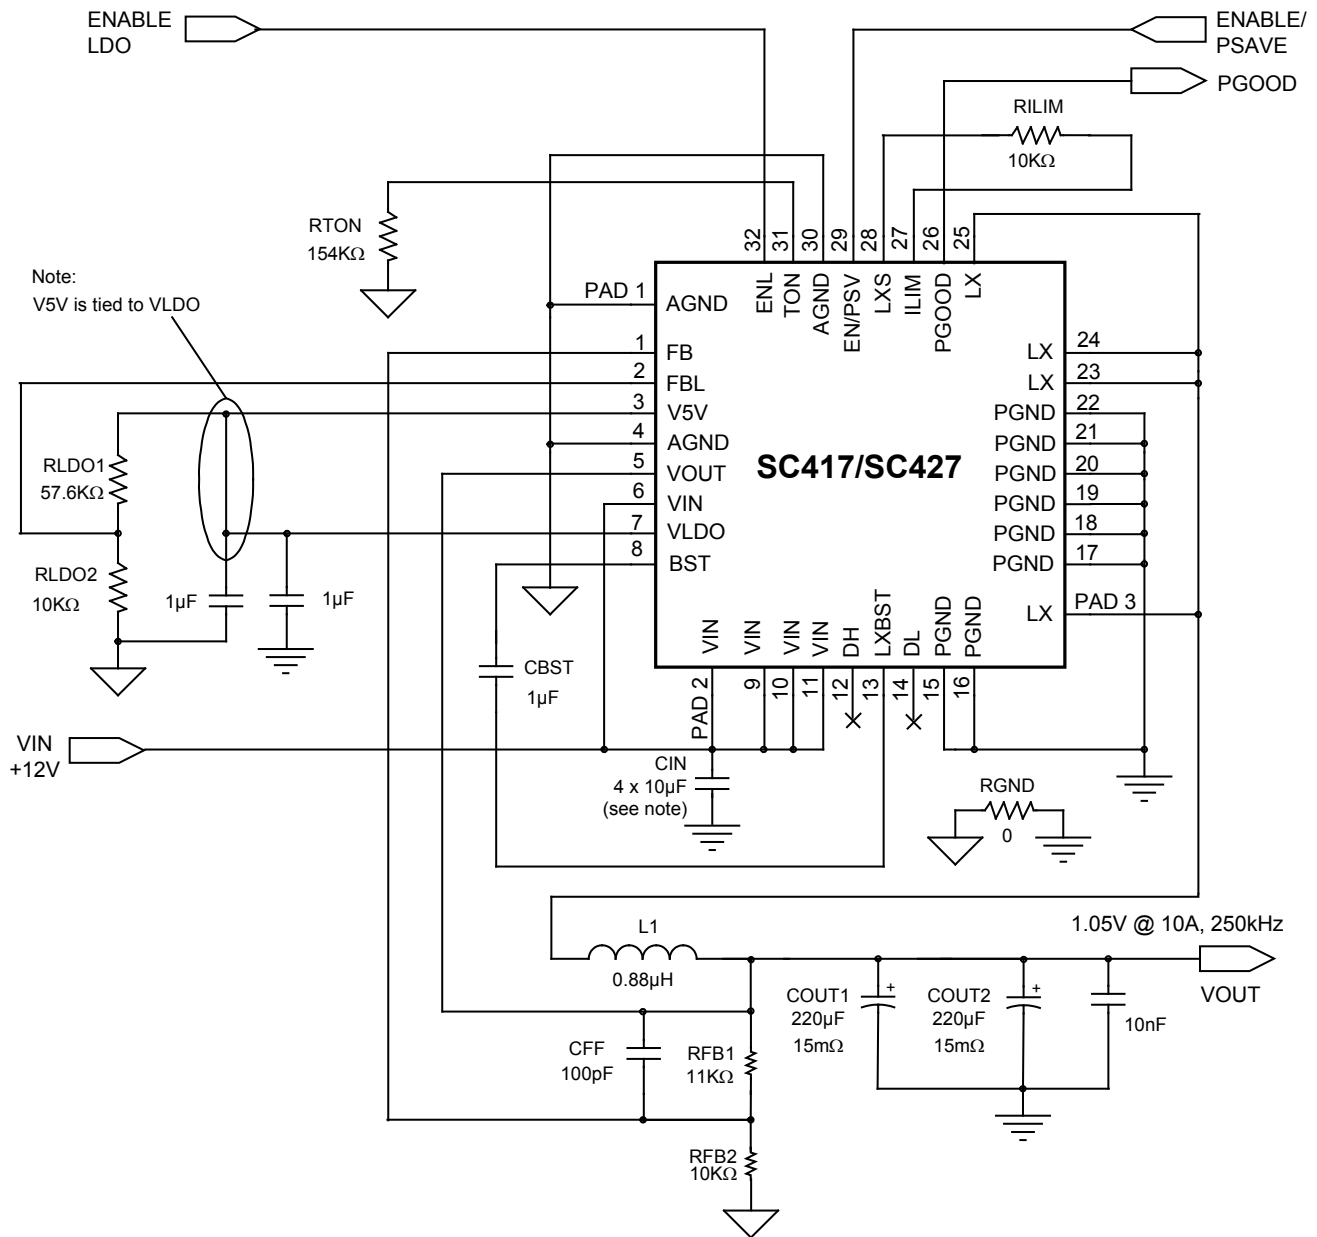 ENABLE
LDO
ENABLE/
PSAVE
PGOOD
RILIM
10KΩ
RTON
154KΩ
Note:
V5V is tied to VLDO
32
31
30
29
28
27
26
25
ENL
TON
AGND
EN/PSV
LXS
ILIM
PGOOD
LX
PAD 1
AGND
1
FB
2
FBL
3
V5V
4
AGND
5
VOUT
6
VIN
7
VLDO
8
BST
SC417/SC427
LX
24
LX
23
PGND
22
PGND
21
PGND
20
PGND
19
PGND
18
PGND
17
LX
PAD 3
RLDO1
57.6KΩ
RLDO2
10KΩ
1µF
1µF
VIN
VIN
VIN
VIN
DH
LXBST
DL
PGND
PGND
PAD 2
9
10
11
12
13
14
15
16
CBST
1µF
VIN
+12V
CIN
4 x 10µF
(see note)
RGND
0
L1
0.88µH
1.05V @ 10A, 250kHz
VOUT
COUT1
+
220µF
15mΩ
COUT2
+
220µF
15mΩ
10nF
CFF
100pF
RFB1
11KΩ
RFB2
10KΩ